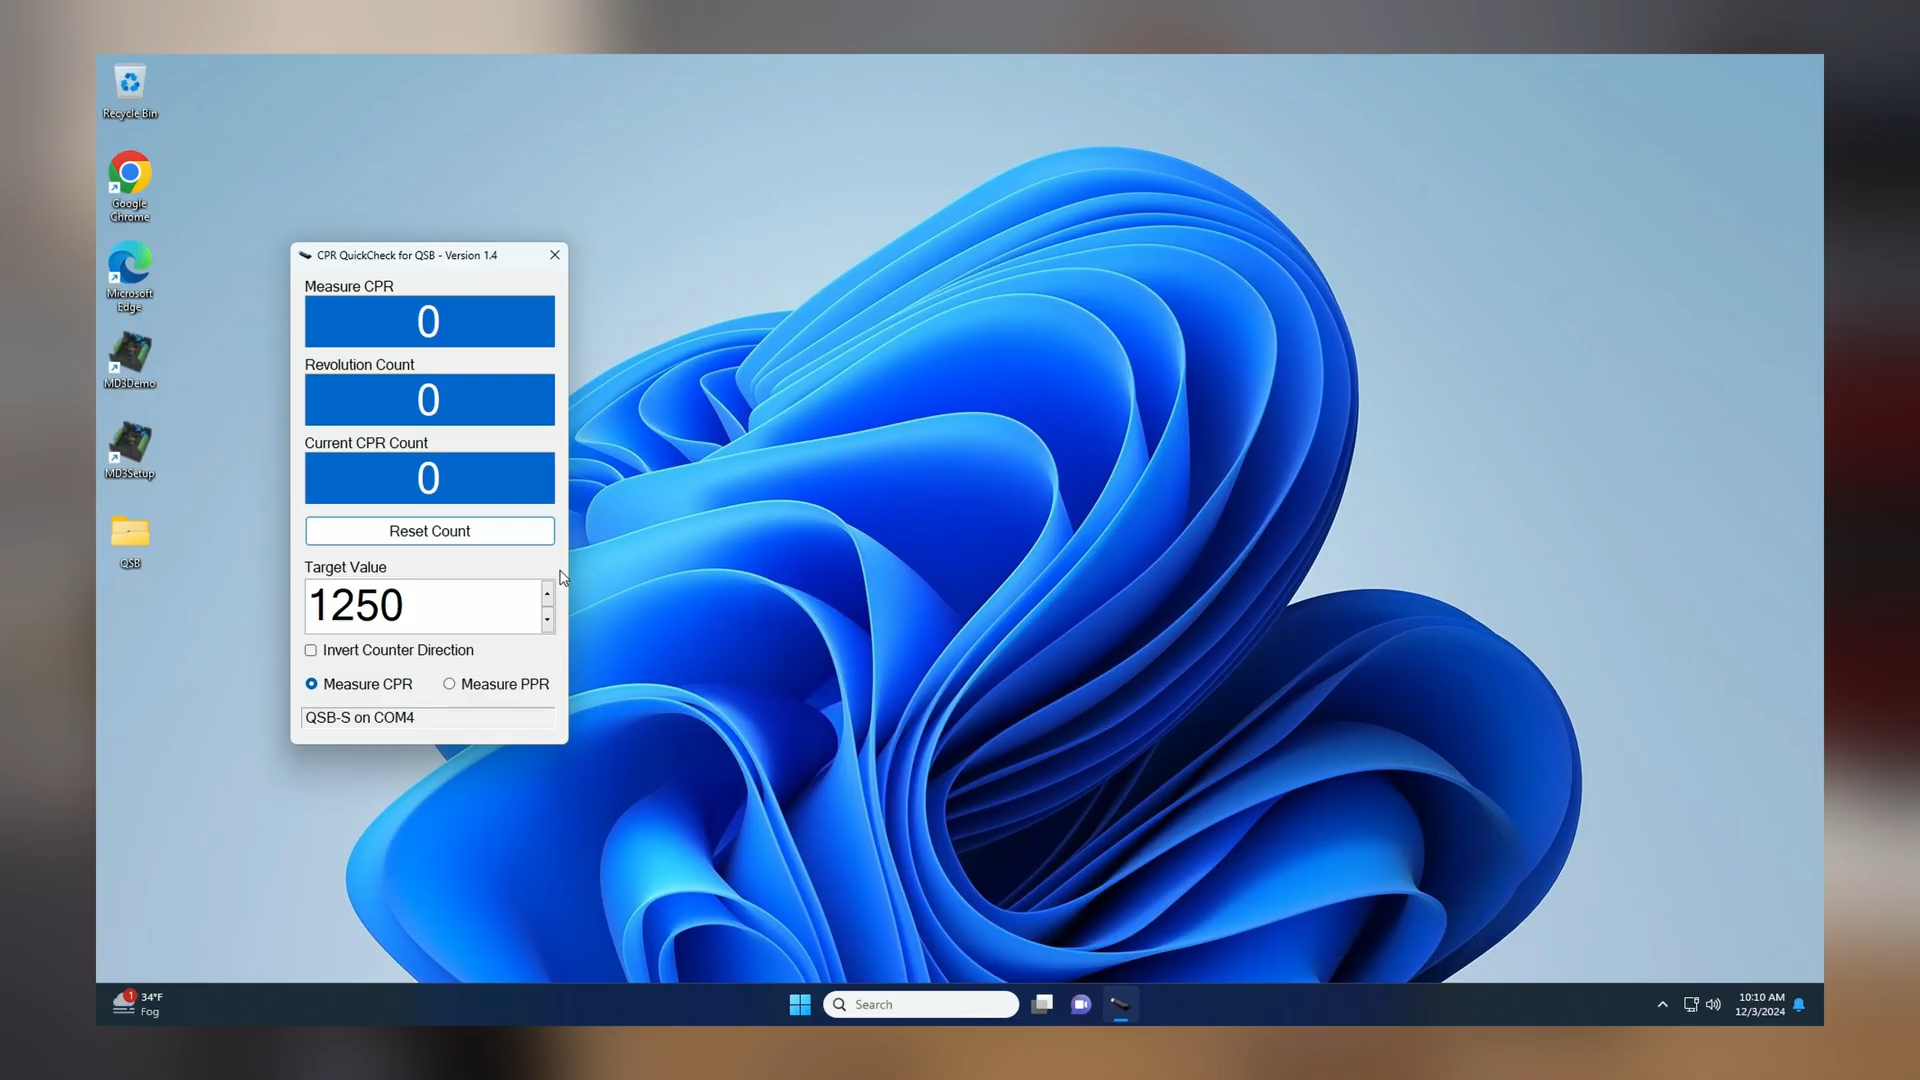 Recycle Bin
Google
Chrome
Microsoft
Edge
MD3Demo
MD3Setup
QSB
CPR QuickCheck for QSB - Version 1.4
Measure CPR
0
Revolution Count
0
Current CPR Count
0
Reset Count
Target Value
1250
Invert Counter Direction
Measure CPR
Measure PPR
QSB-S on COM4
1
34°F
Fog
Search
10:10 AM
12/3/2024